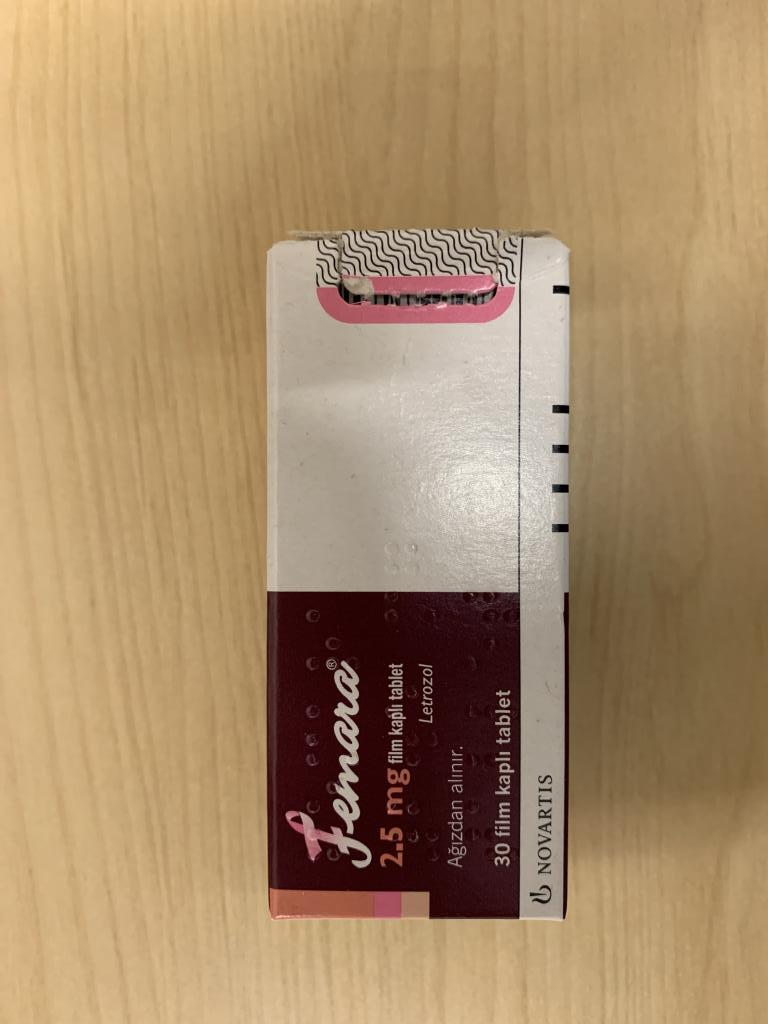 Femara®
2.5 mg film kaplı tablet
Letrozol
Ağızdan alınır.
30 film kaplı tablet
NOVARTIS